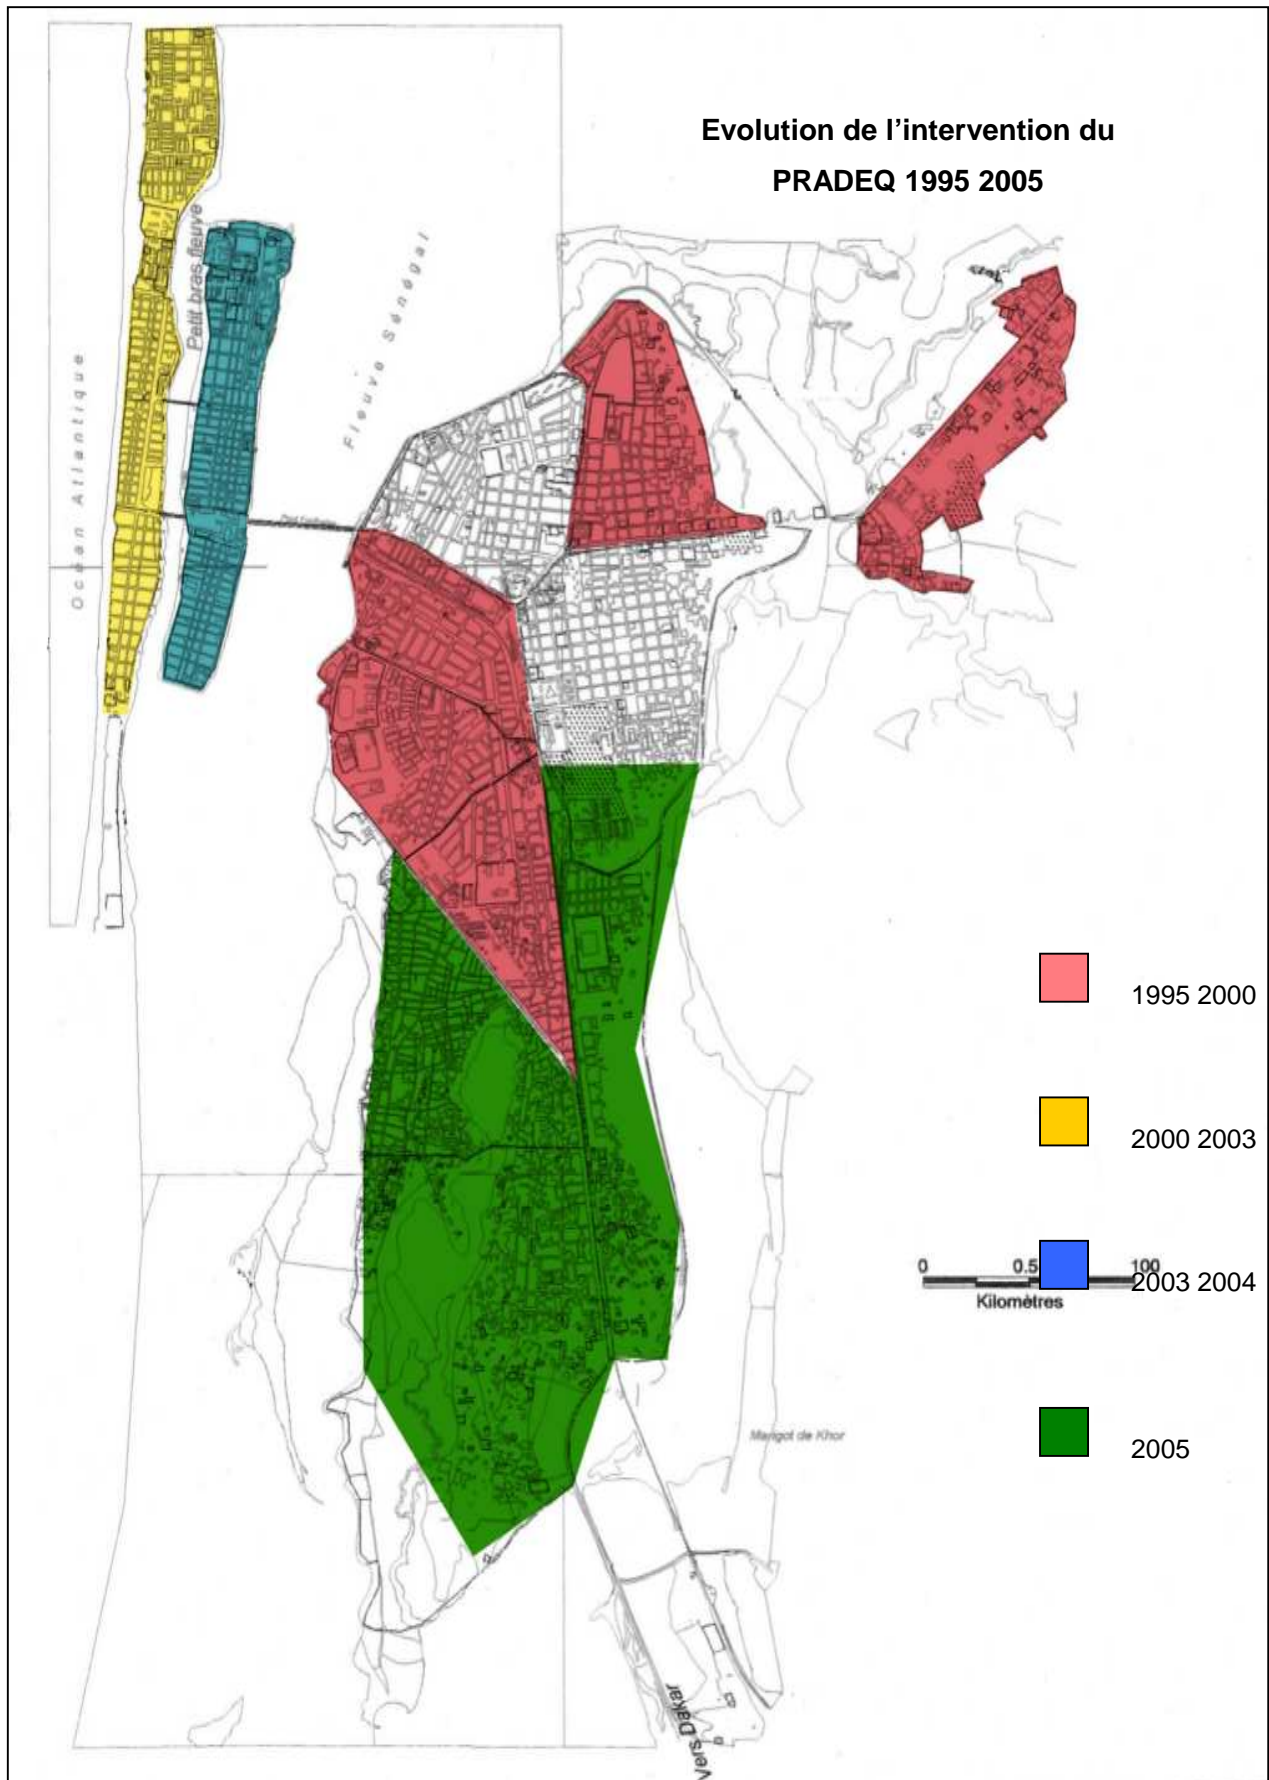 Evolution de l’intervention du
PRADEQ 1995 2005
Petit bras fleuve
Fleuve Sénégal
Océan Atlantique
1995 2000
2000 2003
0 0.5 100
2003 2004
Kilomètres
Marigot de Khor
2005
Vers Dakar